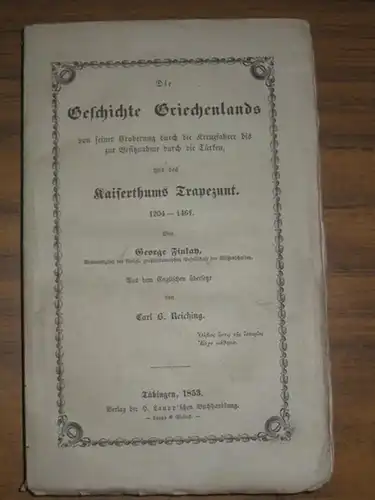 Die
Geschichte Griechenlands
von seiner Eroberung durch die Kreuzfahrer bis
zur Besitznahme durch die Türken,
und des
Kaiserthums Trapezunt.
1204—1461.
Von
George Finlay,
Aus dem Englischen übersetzt
von
Carl B. Reiching.
Tübingen, 1853.
Verlag der H. Laupp'schen Buchhandlung.